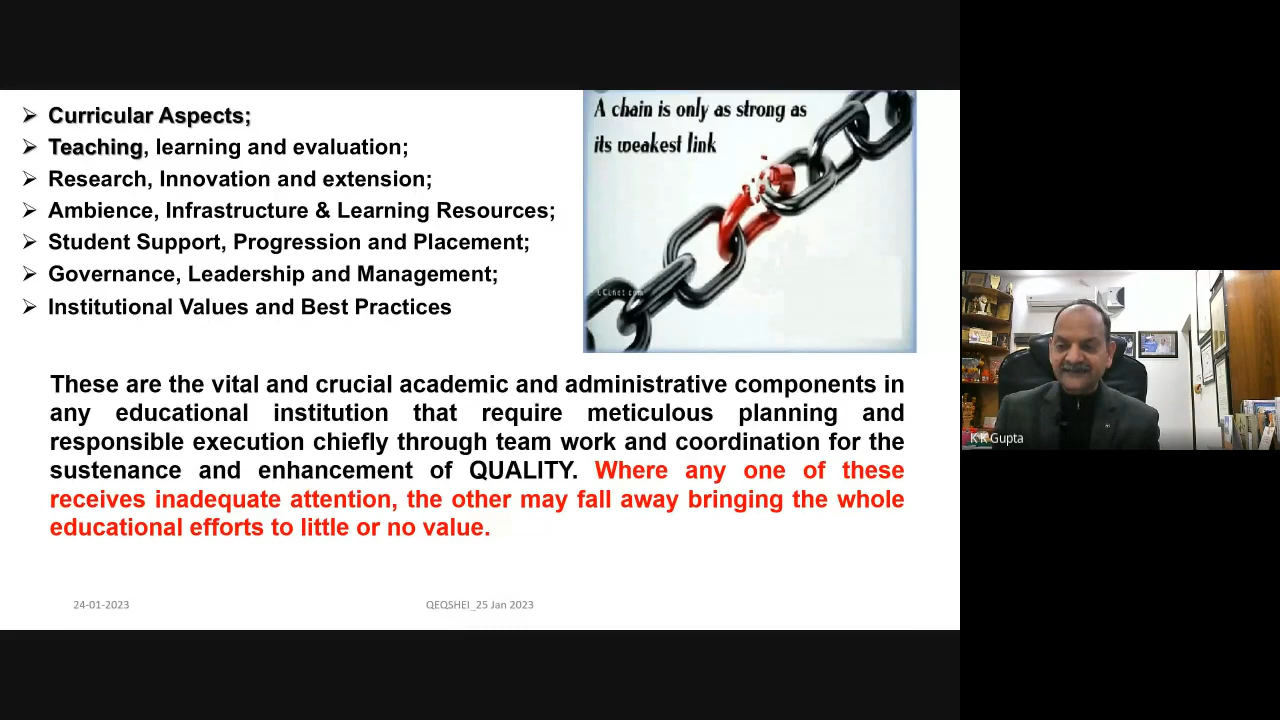 Curricular Aspects;
Teaching, learning and evaluation;
Research, Innovation and extension;
Ambience, Infrastructure & Learning Resources;
Student Support, Progression and Placement;
Governance, Leadership and Management;
Institutional Values and Best Practices
A chain is only as strong as
its weakest link
These are the vital and crucial academic and administrative components in
any educational institution that require meticulous planning and
responsible execution chiefly through team work and coordination for the
sustenance and enhancement of QUALITY. Where any one of these
receives inadequate attention, the other may fall away bringing the whole
educational efforts to little or no value.
24-01-2023
QEQSHEI_25 Jan 2023
K K Gupta